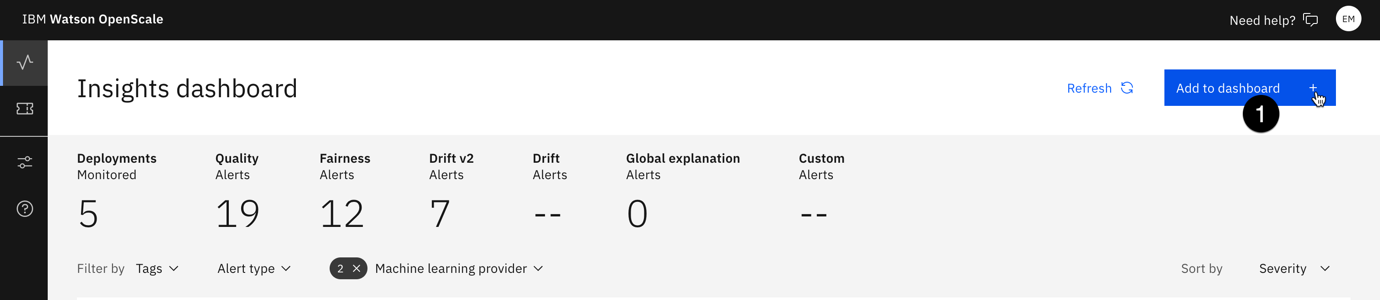 IBM Watson OpenScale
Need help?
EM
Insights dashboard
Refresh
Add to dashboard +
1
Deployments Quality Fairness Drift v2 Drift Global explanation Custom
Monitored Alerts Alerts Alerts Alerts Alerts Alerts
5 19 12 7 -- 0 --
Filter by Tags Alert type 2 × Machine learning provider Sort by Severity